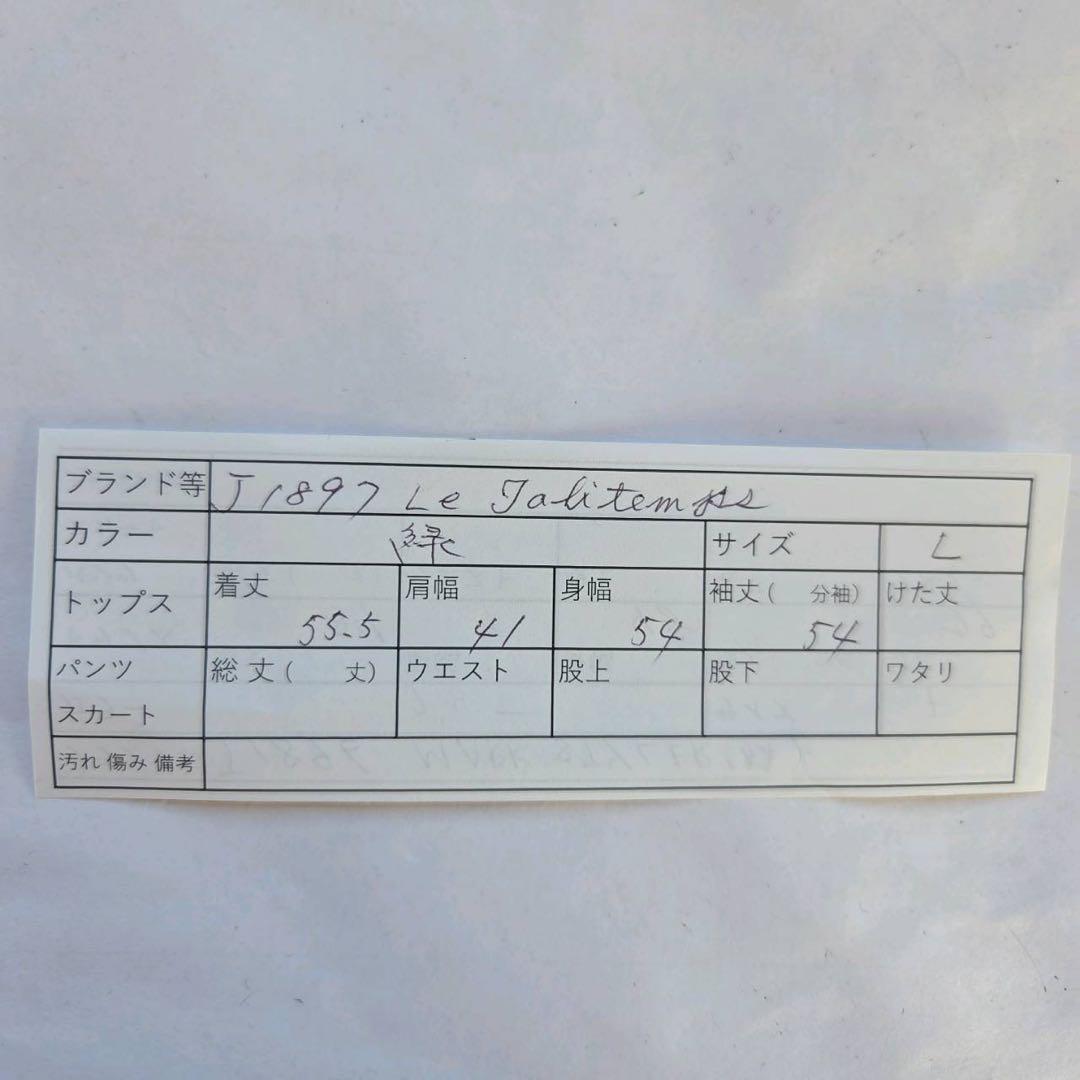 ブランド等 J1897 Le Jolitemps
カラー 緑 サイズ L
トップス 着丈 55.5 肩幅 41 身幅 54 袖丈( 分袖) 54 けた丈
パンツ 総丈( 丈) ウエスト 股上 股下 ワタリ
スカート
汚れ 傷み 備考